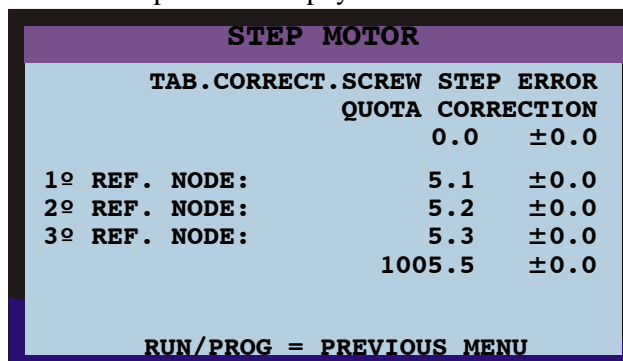 STEP MOTOR
TAB.CORRECT.SCREW STEP ERROR
QUOTA CORRECTION
0.0 ±0.0
1º REF. NODE: 5.1 ±0.0
2º REF. NODE: 5.2 ±0.0
3º REF. NODE: 5.3 ±0.0
1005.5 ±0.0
RUN/PROG = PREVIOUS MENU